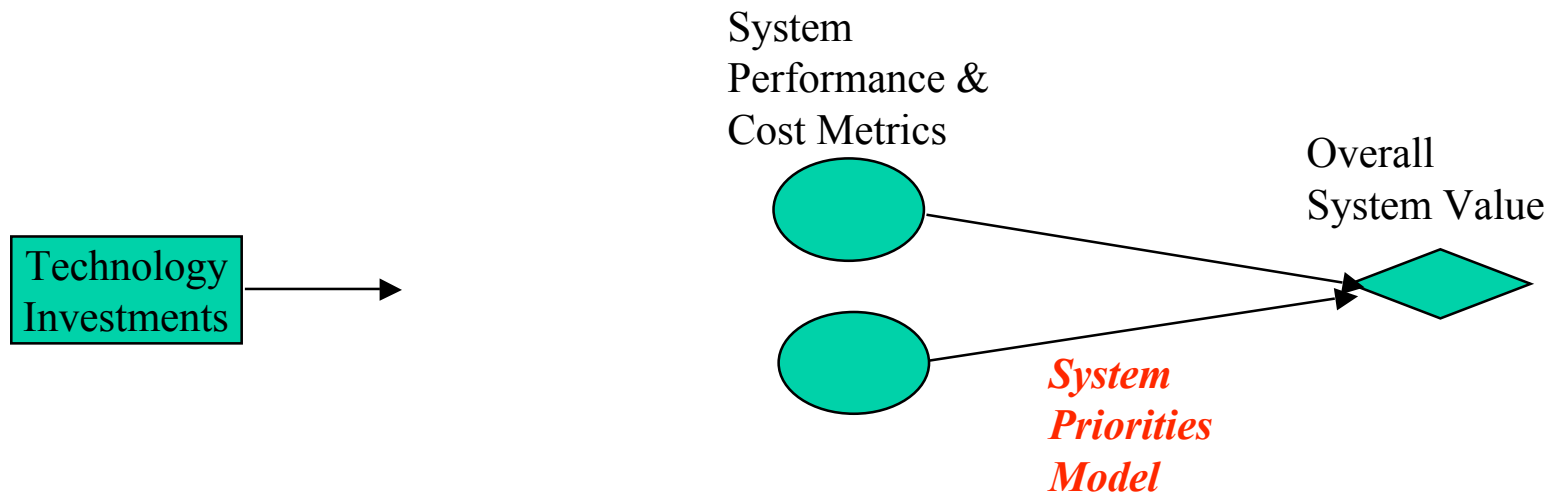 System
Performance &
Cost Metrics
Overall
System Value
Technology
Investments
System
Priorities
Model